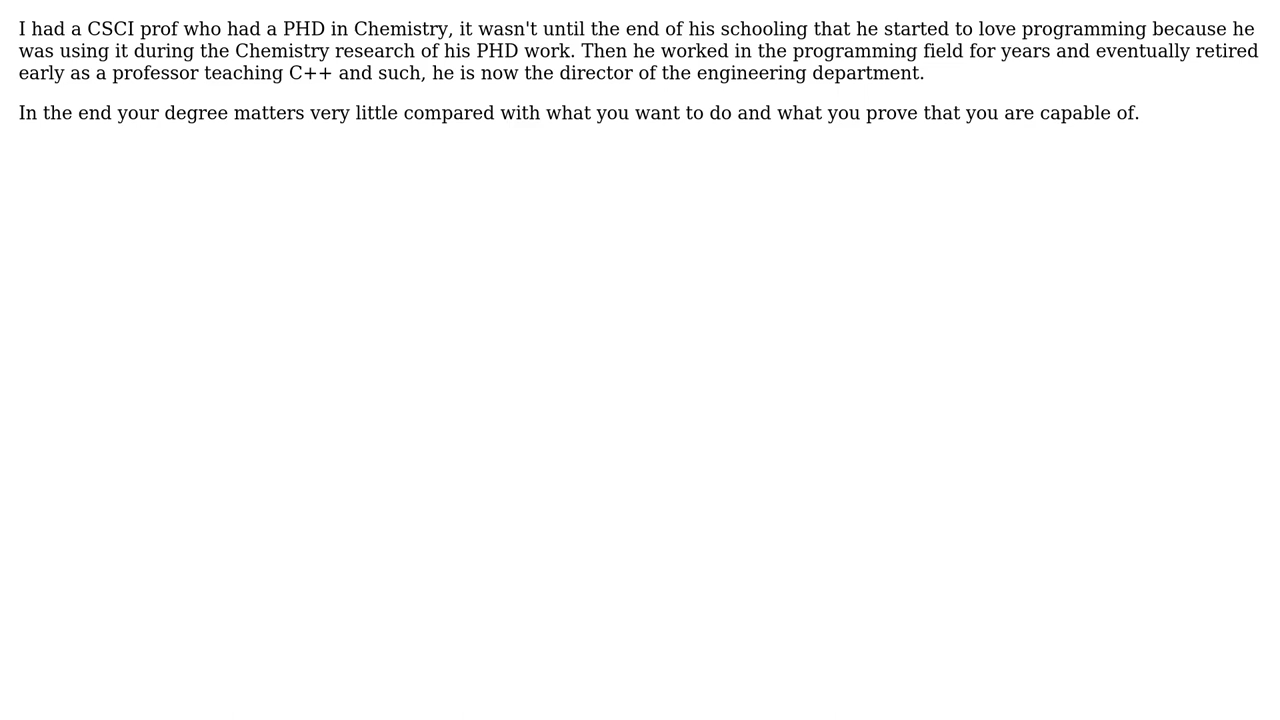 I had a CSCI prof who had a PHD in Chemistry, it wasn't until the end of his schooling that he started to love programming because he
was using it during the Chemistry research of his PHD work. Then he worked in the programming field for years and eventually retired
early as a professor teaching C++ and such, he is now the director of the engineering department.
In the end your degree matters very little compared with what you want to do and what you prove that you are capable of.